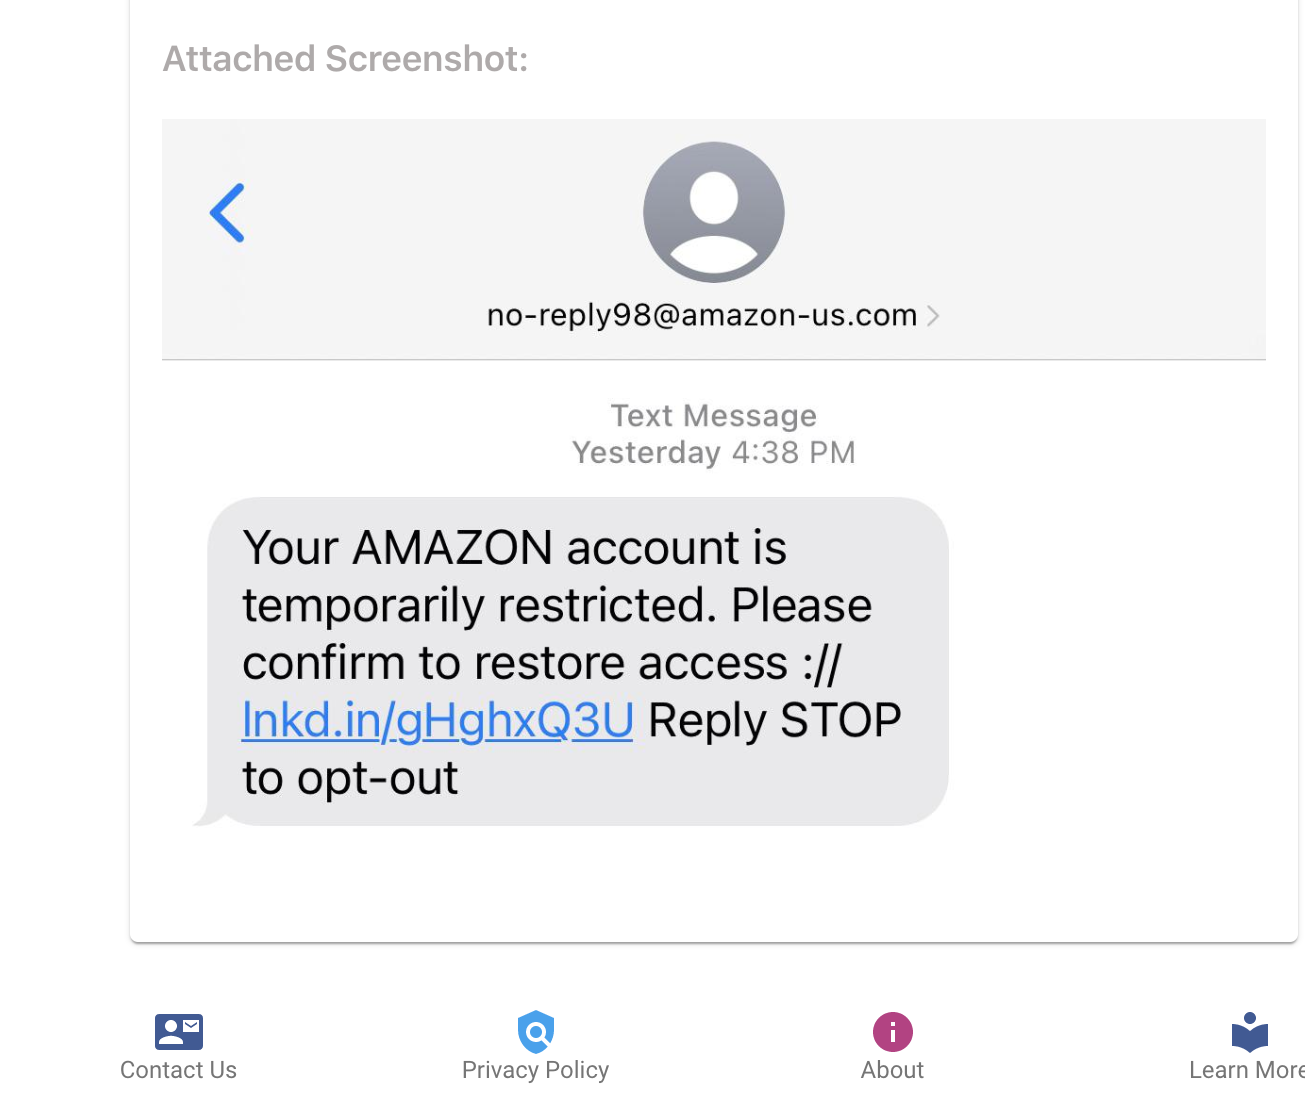 Attached Screenshot:
no-reply98@amazon-us.com
Text Message
Yesterday 4:38 PM
Your AMAZON account is
temporarily restricted. Please
confirm to restore access ://
lnkd.in/gHghxQ3U Reply STOP
to opt-out
Contact Us
Privacy Policy
About
Learn More